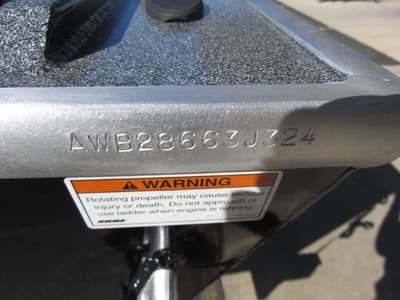 AWB28663J324
WARNING
Rotating propeller may cause serious
injury or death. Do not approach or
use ladder when engine is running.
NMMA